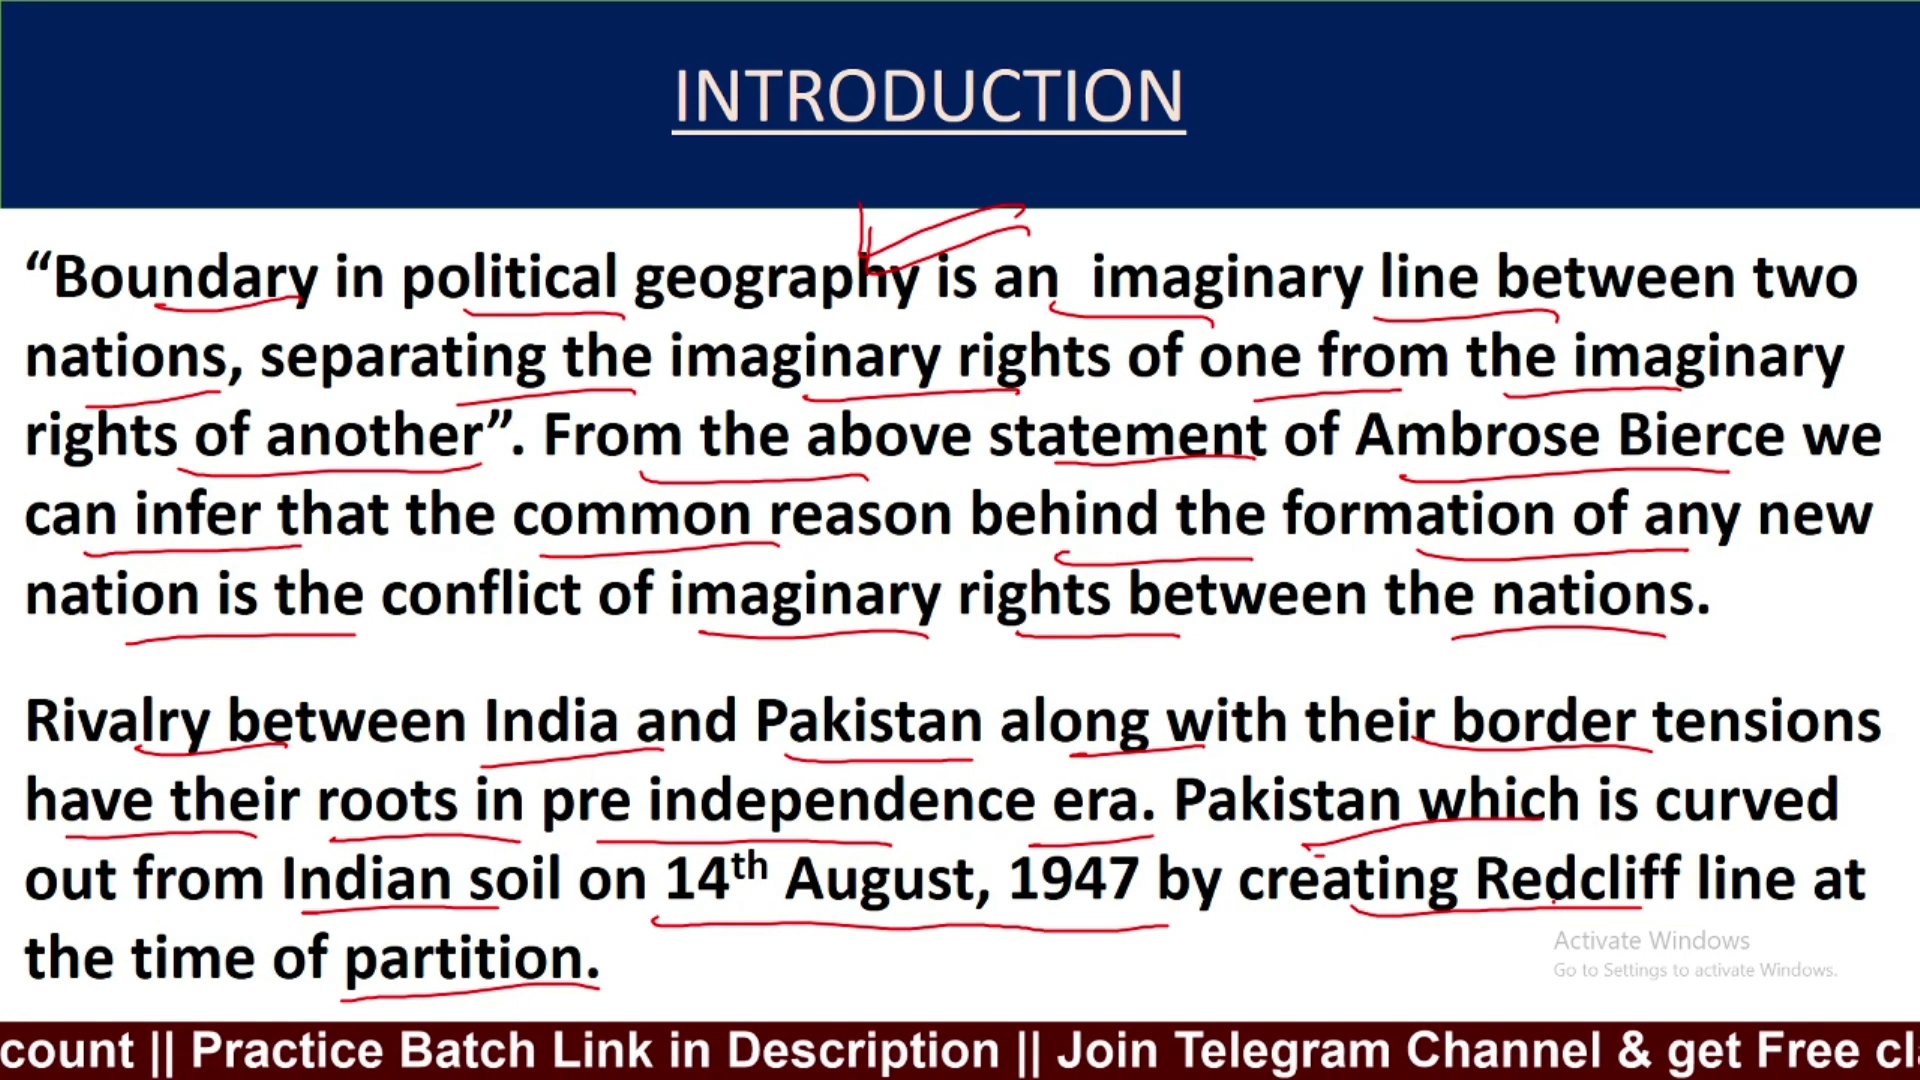 INTRODUCTION
“Boundary in political geography is an imaginary line between two
nations, separating the imaginary rights of one from the imaginary
rights of another”. From the above statement of Ambrose Bierce we
can infer that the common reason behind the formation of any new
nation is the conflict of imaginary rights between the nations.
Rivalry between India and Pakistan along with their border tensions
have their roots in pre independence era. Pakistan which is curved
out from Indian soil on 14th August, 1947 by creating Redcliff line at
the time of partition.
Activate Windows
Go to Settings to activate Windows.
count || Practice Batch Link in Description || Join Telegram Channel & get Free